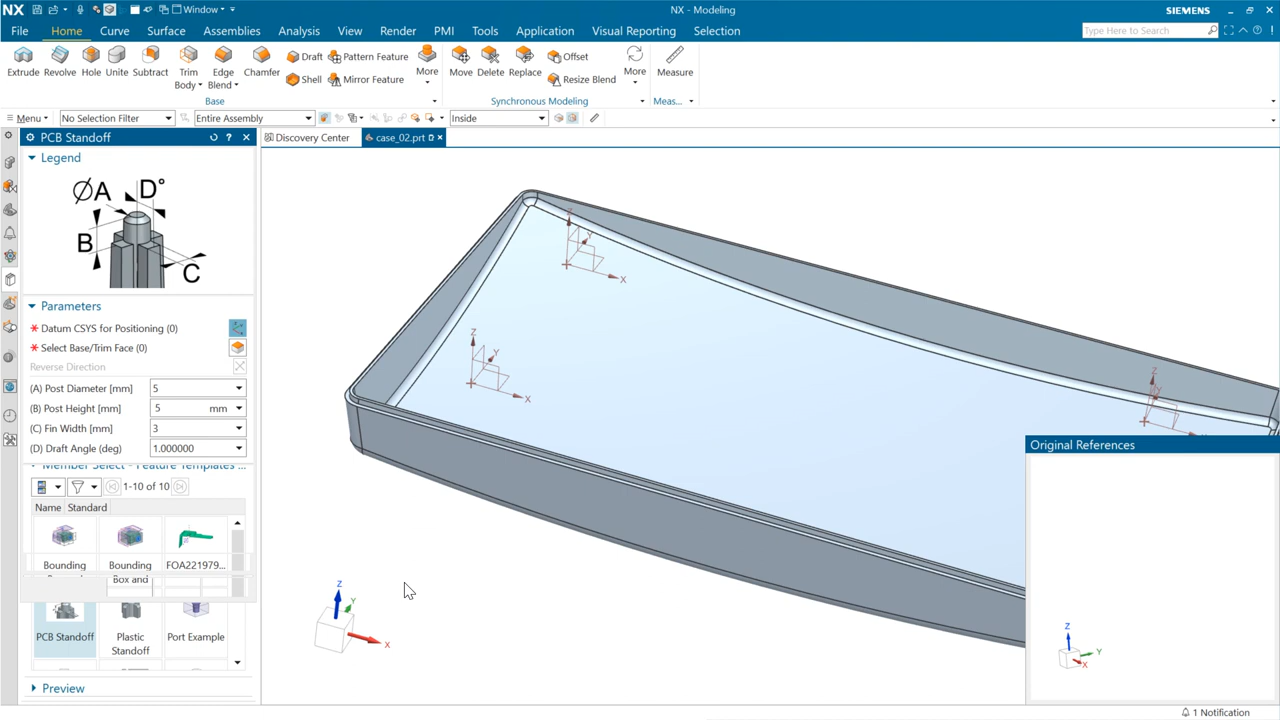 NX Window NX - Modeling SIEMENS
File Home Curve Surface Assemblies Analysis View Render PMI Tools Application Visual Reporting Selection Type Here to Search
Extrude Revolve Hole Unite Subtract Trim Body Edge Blend Chamfer Draft Shell Pattern Feature Mirror Feature More Move Delete Replace Offset Resize Blend More Measure
Base Synchronous Modeling Meas...
Menu No Selection Filter Entire Assembly Inside
PCB Standoff
Discovery Center case_02.prt
Legend
ØA D°
B
C
Parameters
* Datum CSYS for Positioning (0)
* Select Base/Trim Face (0)
Reverse Direction
(A) Post Diameter [mm] 5
(B) Post Height [mm] 5 mm
(C) Fin Width [mm] 3
(D) Draft Angle (deg) 1.000000
Member Select - Feature Templates ...
1-10 of 10
Name Standard
Bounding
Bounding
Box and
FOA221979...
PCB Standoff
Plastic Standoff
Port Example
Preview
Z Y X
Z Y X
Z Y X
Z Y X
Original References
Z Y X
1 Notification